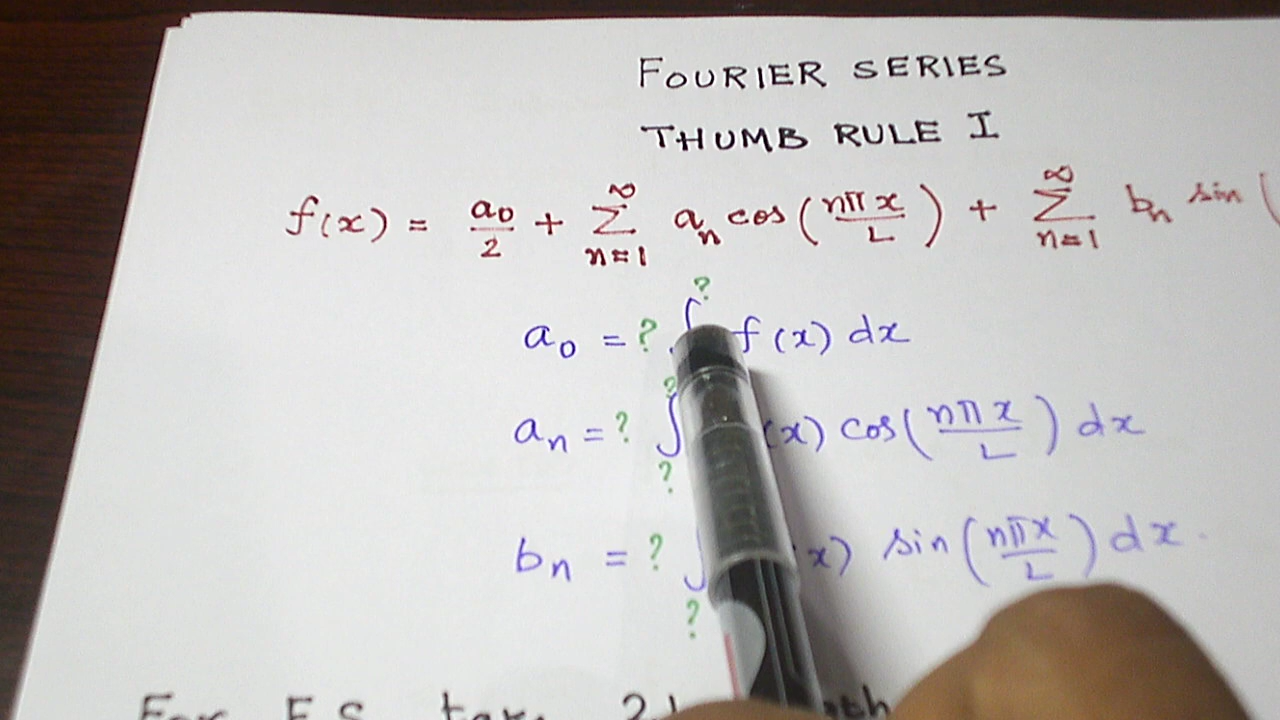 FOURIER SERIES
THUMB RULE I
f(x) = a₀/2 + ∑_{n=1}^{∞} aₙ cos(nπx/L) + ∑_{n=1}^{∞} bₙ sin (
a₀ = ? ∫^? f(x) dx
aₙ = ? ∫_?^? (x) cos(nπx/L) dx
bₙ = ? ∫_? x) sin(nπx/L) dx.
For F.S.